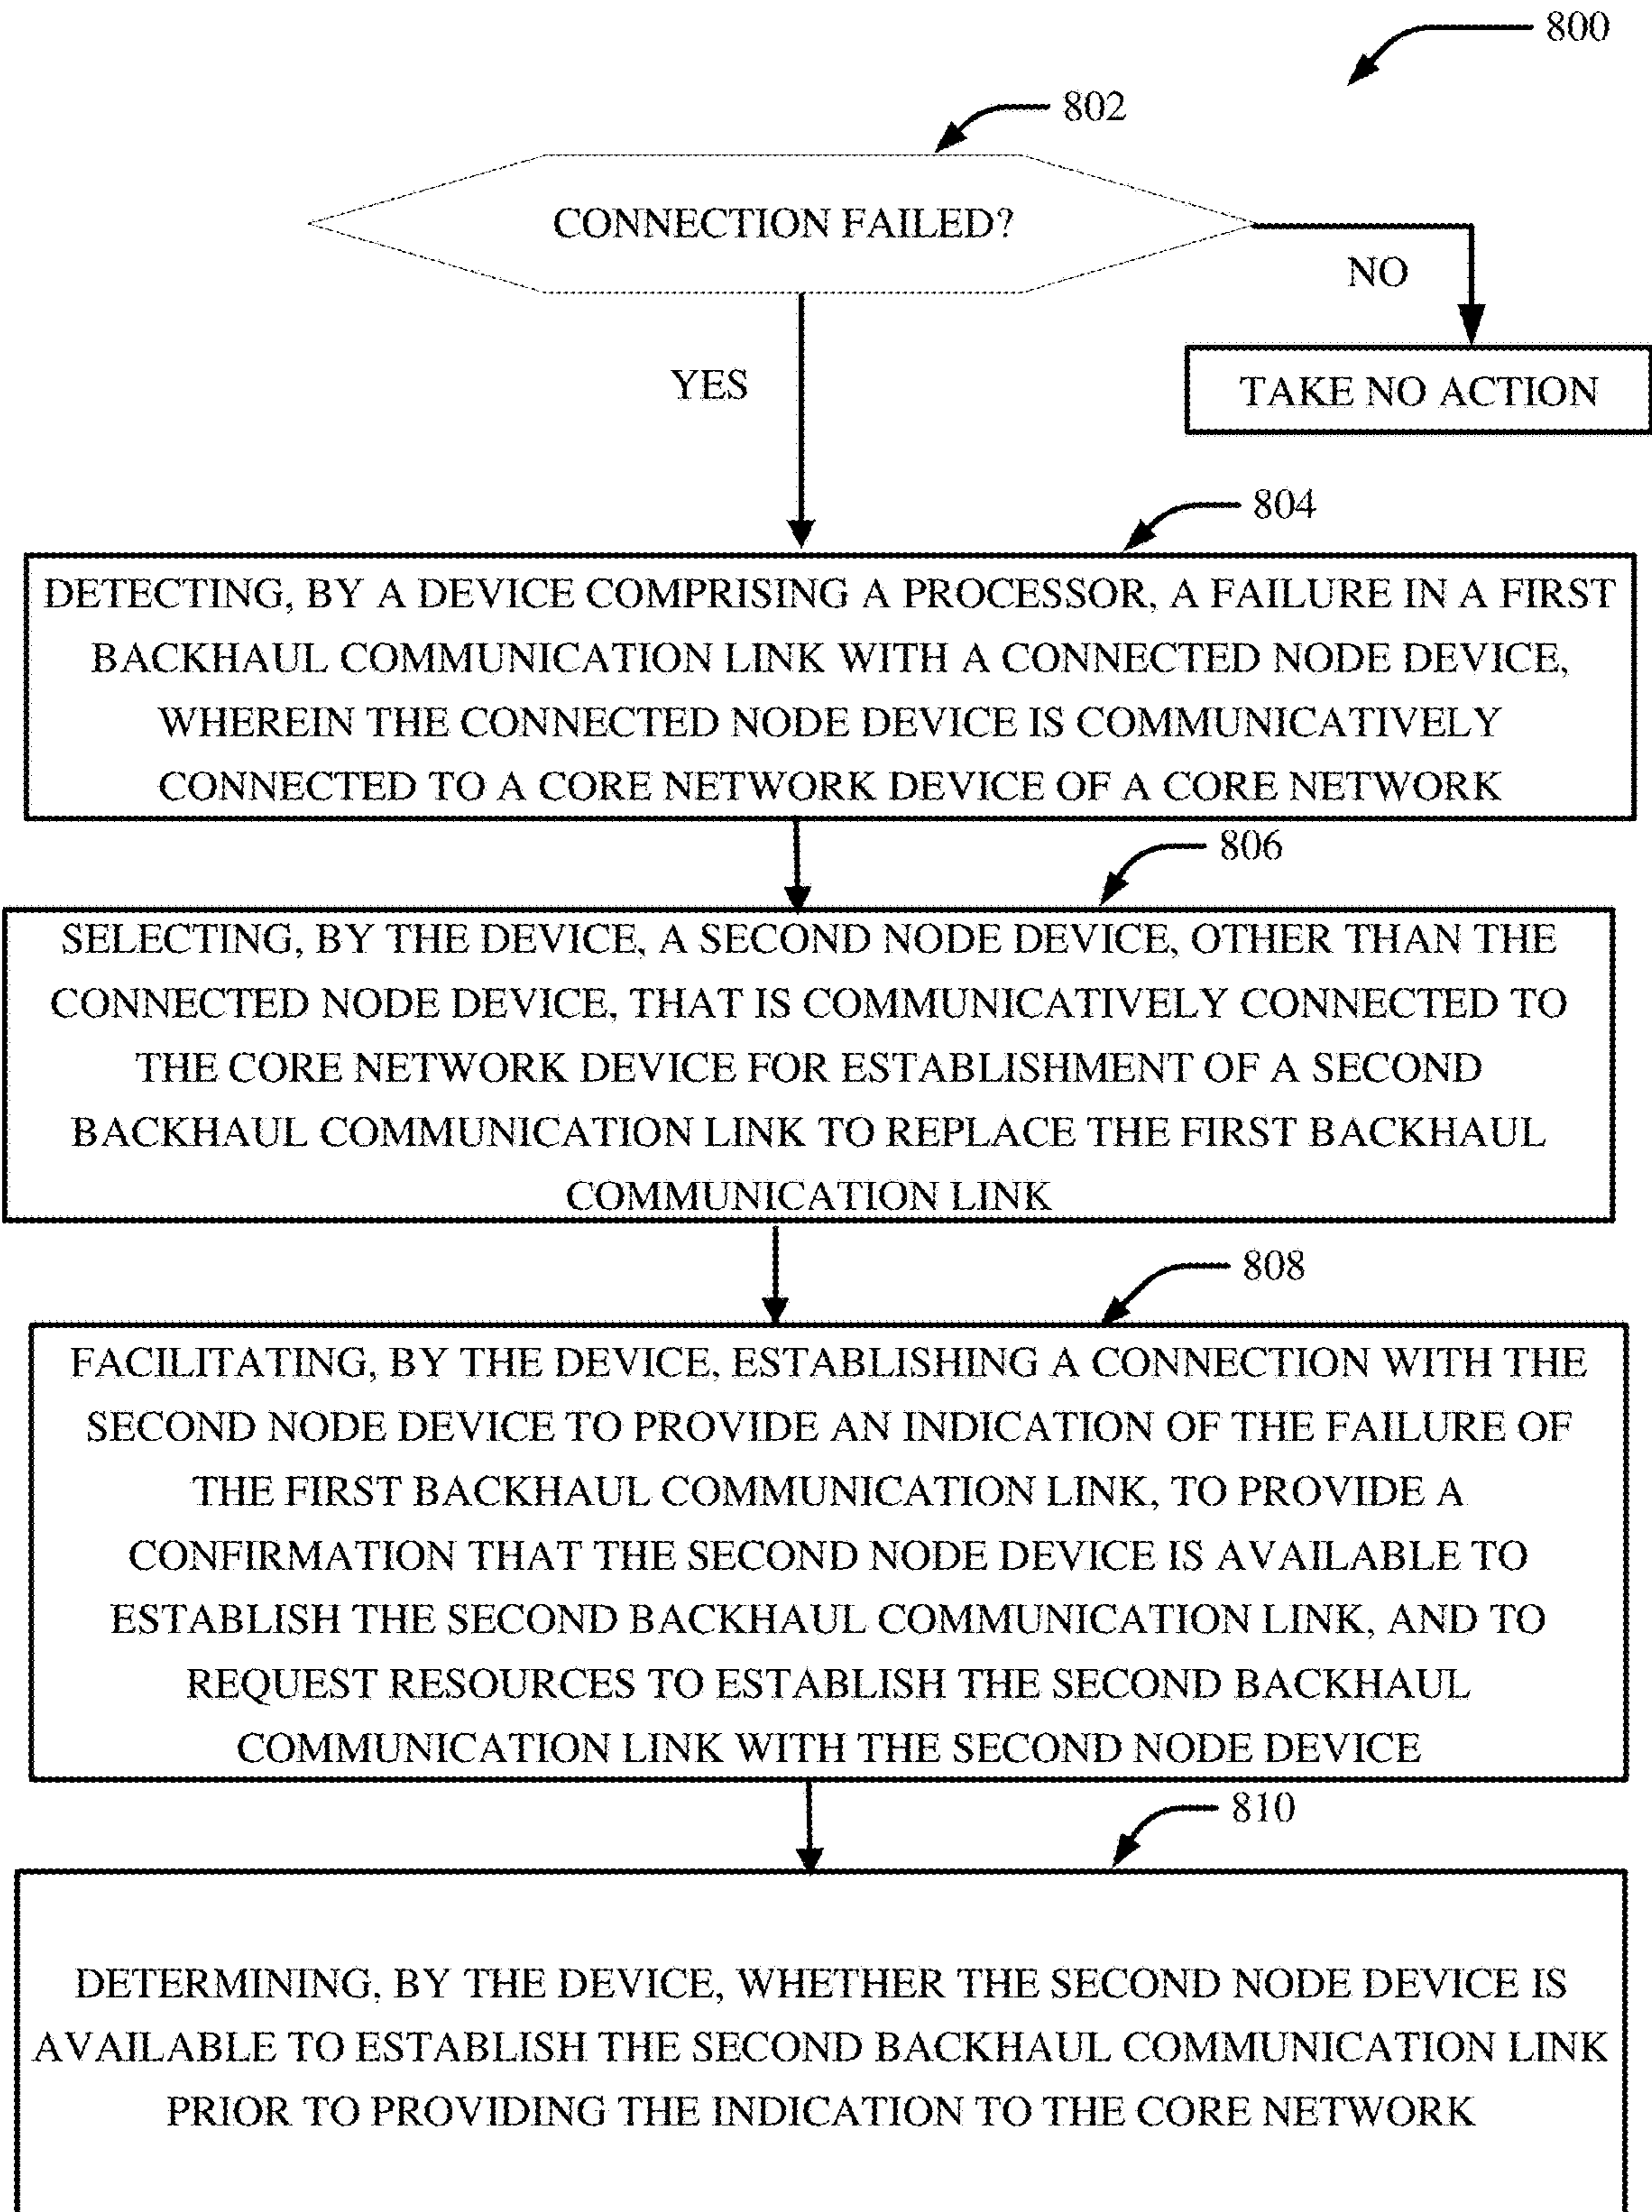 800
802
CONNECTION FAILED?
NO
YES
TAKE NO ACTION
804
DETECTING, BY A DEVICE COMPRISING A PROCESSOR, A FAILURE IN A FIRST
BACKHAUL COMMUNICATION LINK WITH A CONNECTED NODE DEVICE,
WHEREIN THE CONNECTED NODE DEVICE IS COMMUNICATIVELY
CONNECTED TO A CORE NETWORK DEVICE OF A CORE NETWORK
806
SELECTING, BY THE DEVICE, A SECOND NODE DEVICE, OTHER THAN THE
CONNECTED NODE DEVICE, THAT IS COMMUNICATIVELY CONNECTED TO
THE CORE NETWORK DEVICE FOR ESTABLISHMENT OF A SECOND
BACKHAUL COMMUNICATION LINK TO REPLACE THE FIRST BACKHAUL
COMMUNICATION LINK
808
FACILITATING, BY THE DEVICE, ESTABLISHING A CONNECTION WITH THE
SECOND NODE DEVICE TO PROVIDE AN INDICATION OF THE FAILURE OF
THE FIRST BACKHAUL COMMUNICATION LINK, TO PROVIDE A
CONFIRMATION THAT THE SECOND NODE DEVICE IS AVAILABLE TO
ESTABLISH THE SECOND BACKHAUL COMMUNICATION LINK, AND TO
REQUEST RESOURCES TO ESTABLISH THE SECOND BACKHAUL
COMMUNICATION LINK WITH THE SECOND NODE DEVICE
810
DETERMINING, BY THE DEVICE, WHETHER THE SECOND NODE DEVICE IS
AVAILABLE TO ESTABLISH THE SECOND BACKHAUL COMMUNICATION LINK
PRIOR TO PROVIDING THE INDICATION TO THE CORE NETWORK